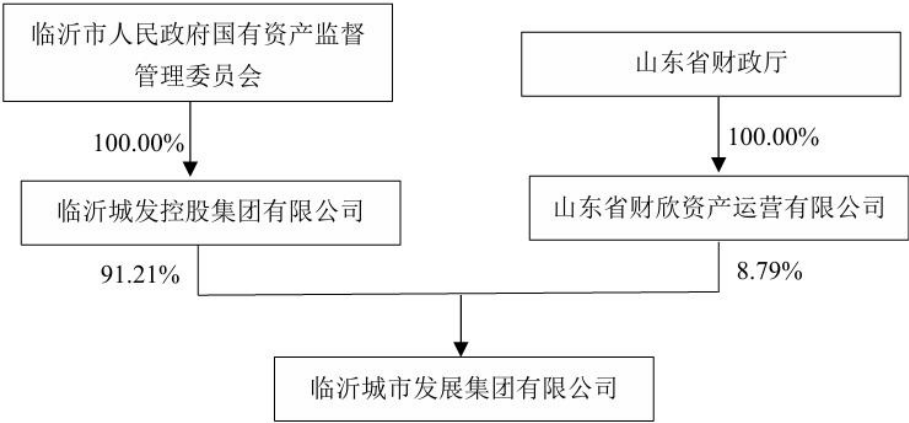 临沂市人民政府国有资产监督
管理委员会
山东省财政厅
100.00%
100.00%
临沂城发控股集团有限公司
山东省财欣资产运营有限公司
91.21%
8.79%
临沂城市发展集团有限公司